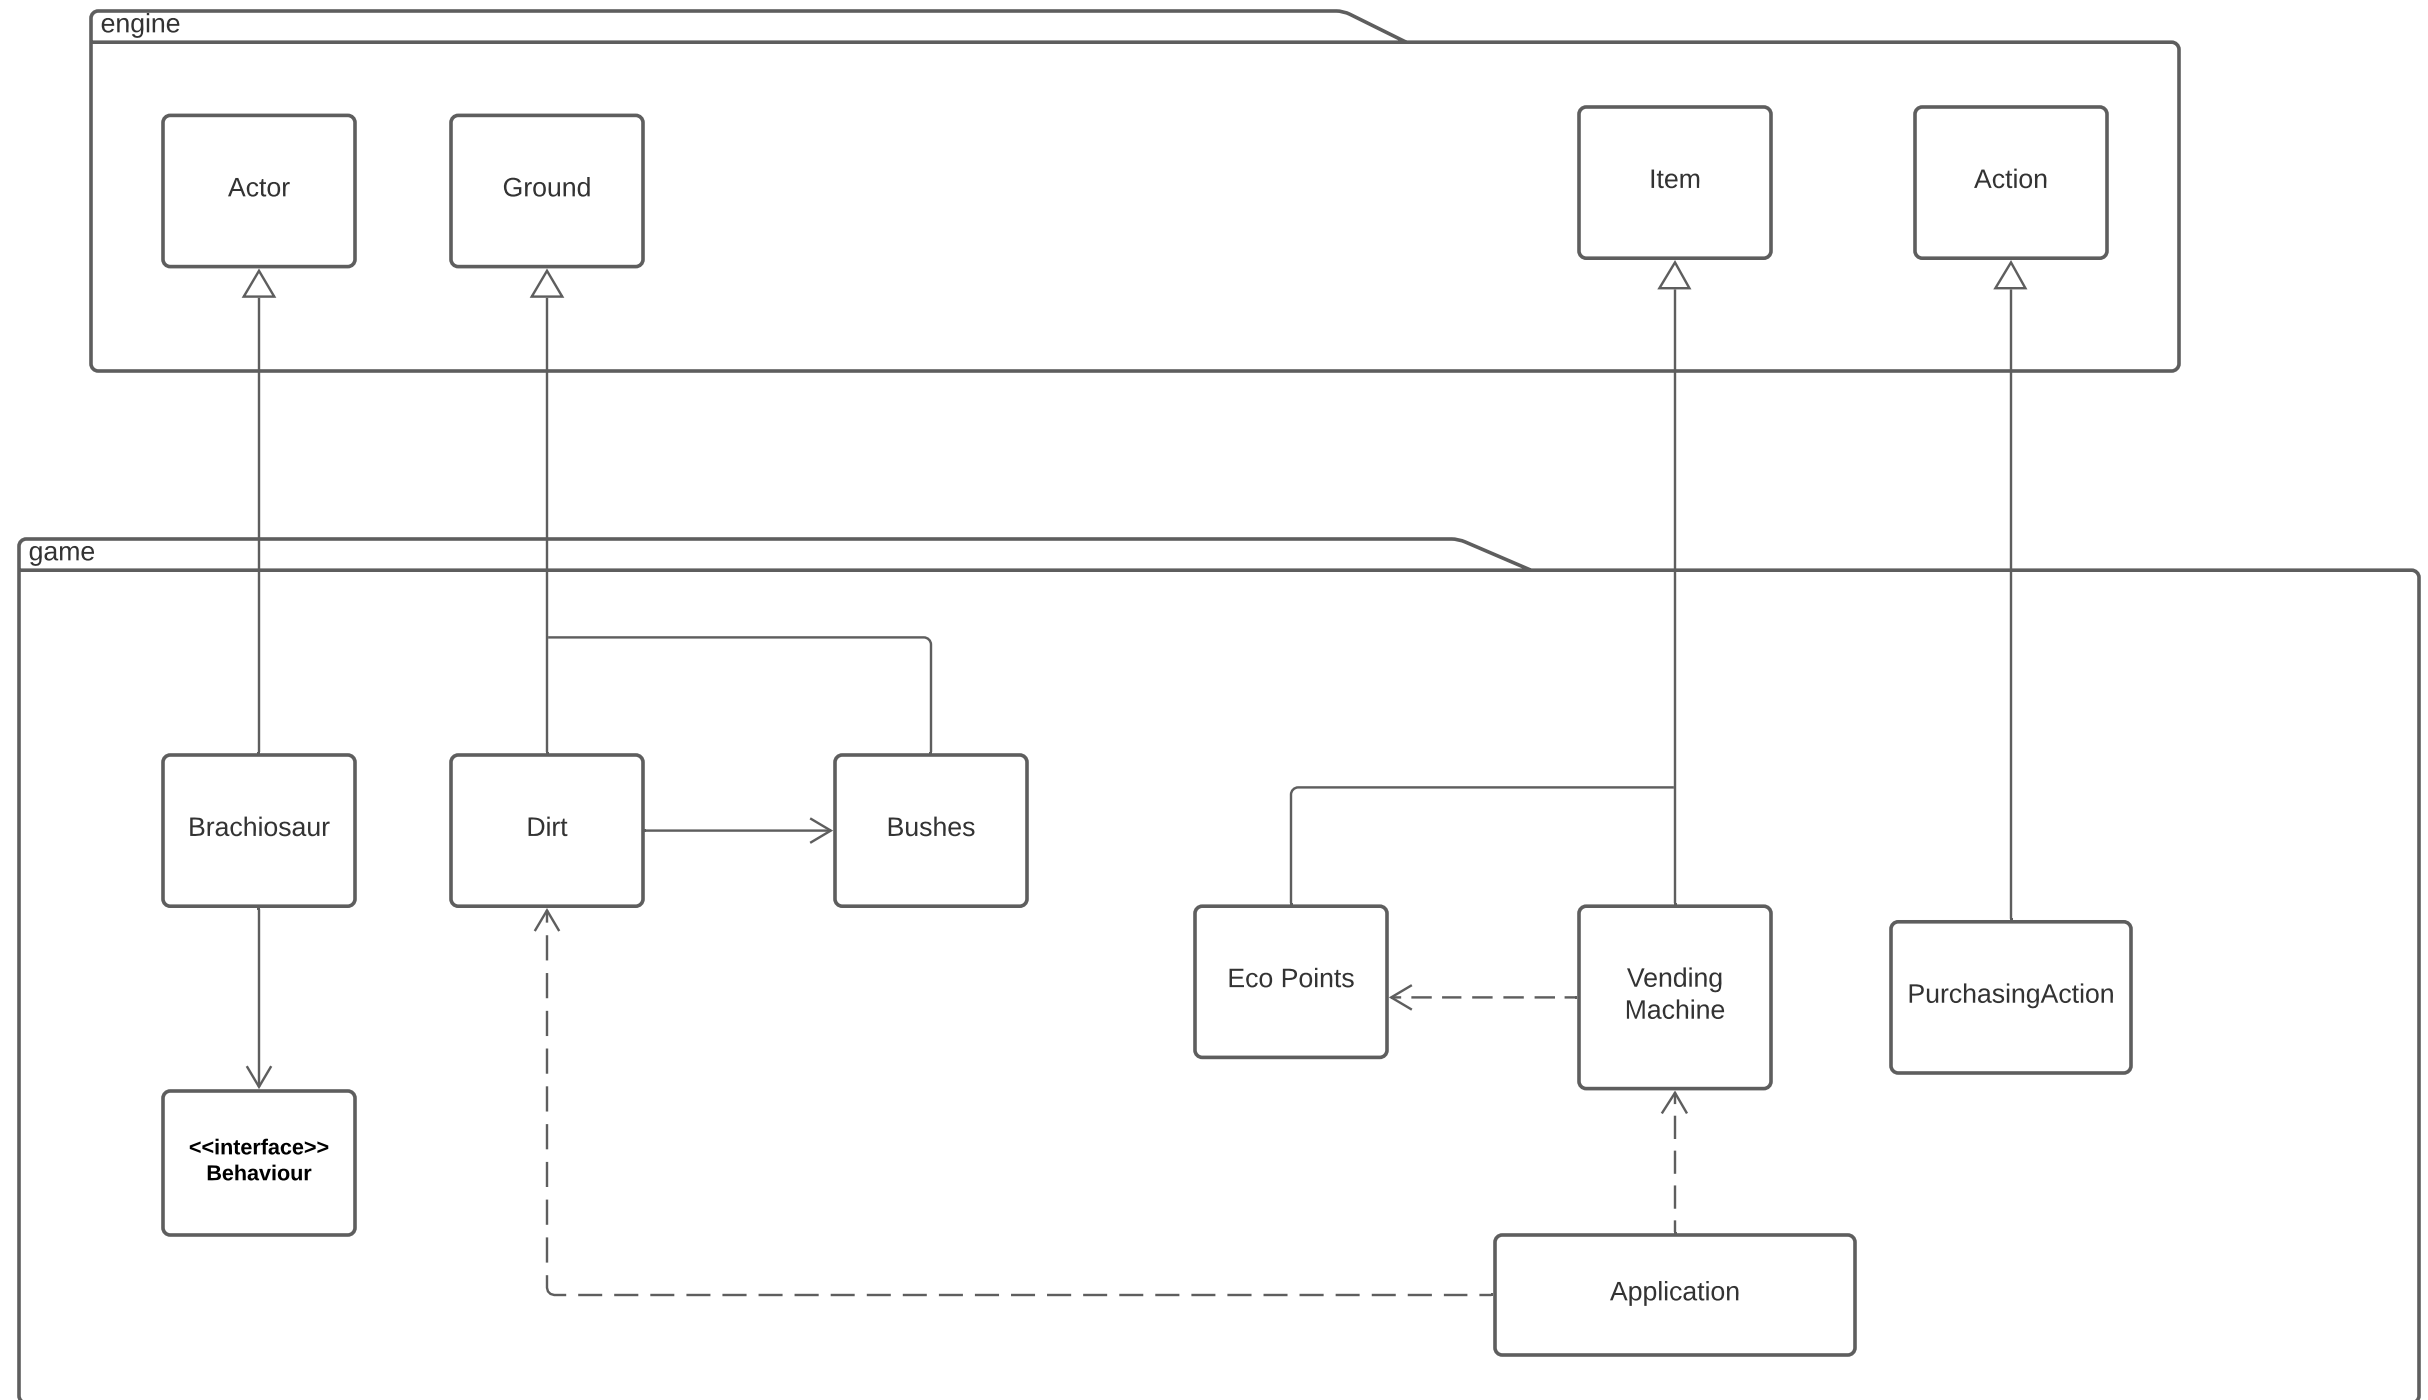 engine
Actor
Ground
Item
Action
game
Brachiosaur
Dirt
Bushes
Eco Points
Vending
Machine
PurchasingAction
<<interface>>
Behaviour
Application